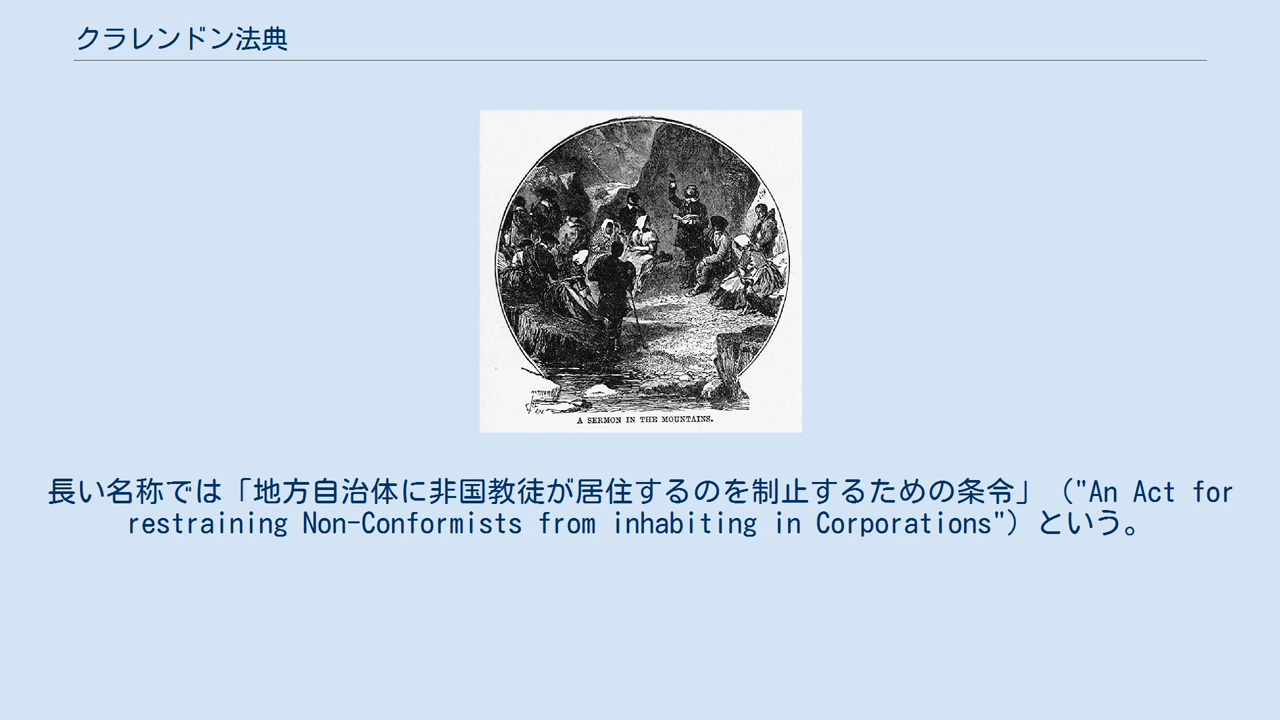 クラレンドン法典
A SERMON IN THE MOUNTAINS.
長い名称では「地方自治体に非国教徒が居住するのを制止するための条令」（"An Act for
restraining Non-Conformists from inhabiting in Corporations"）という。